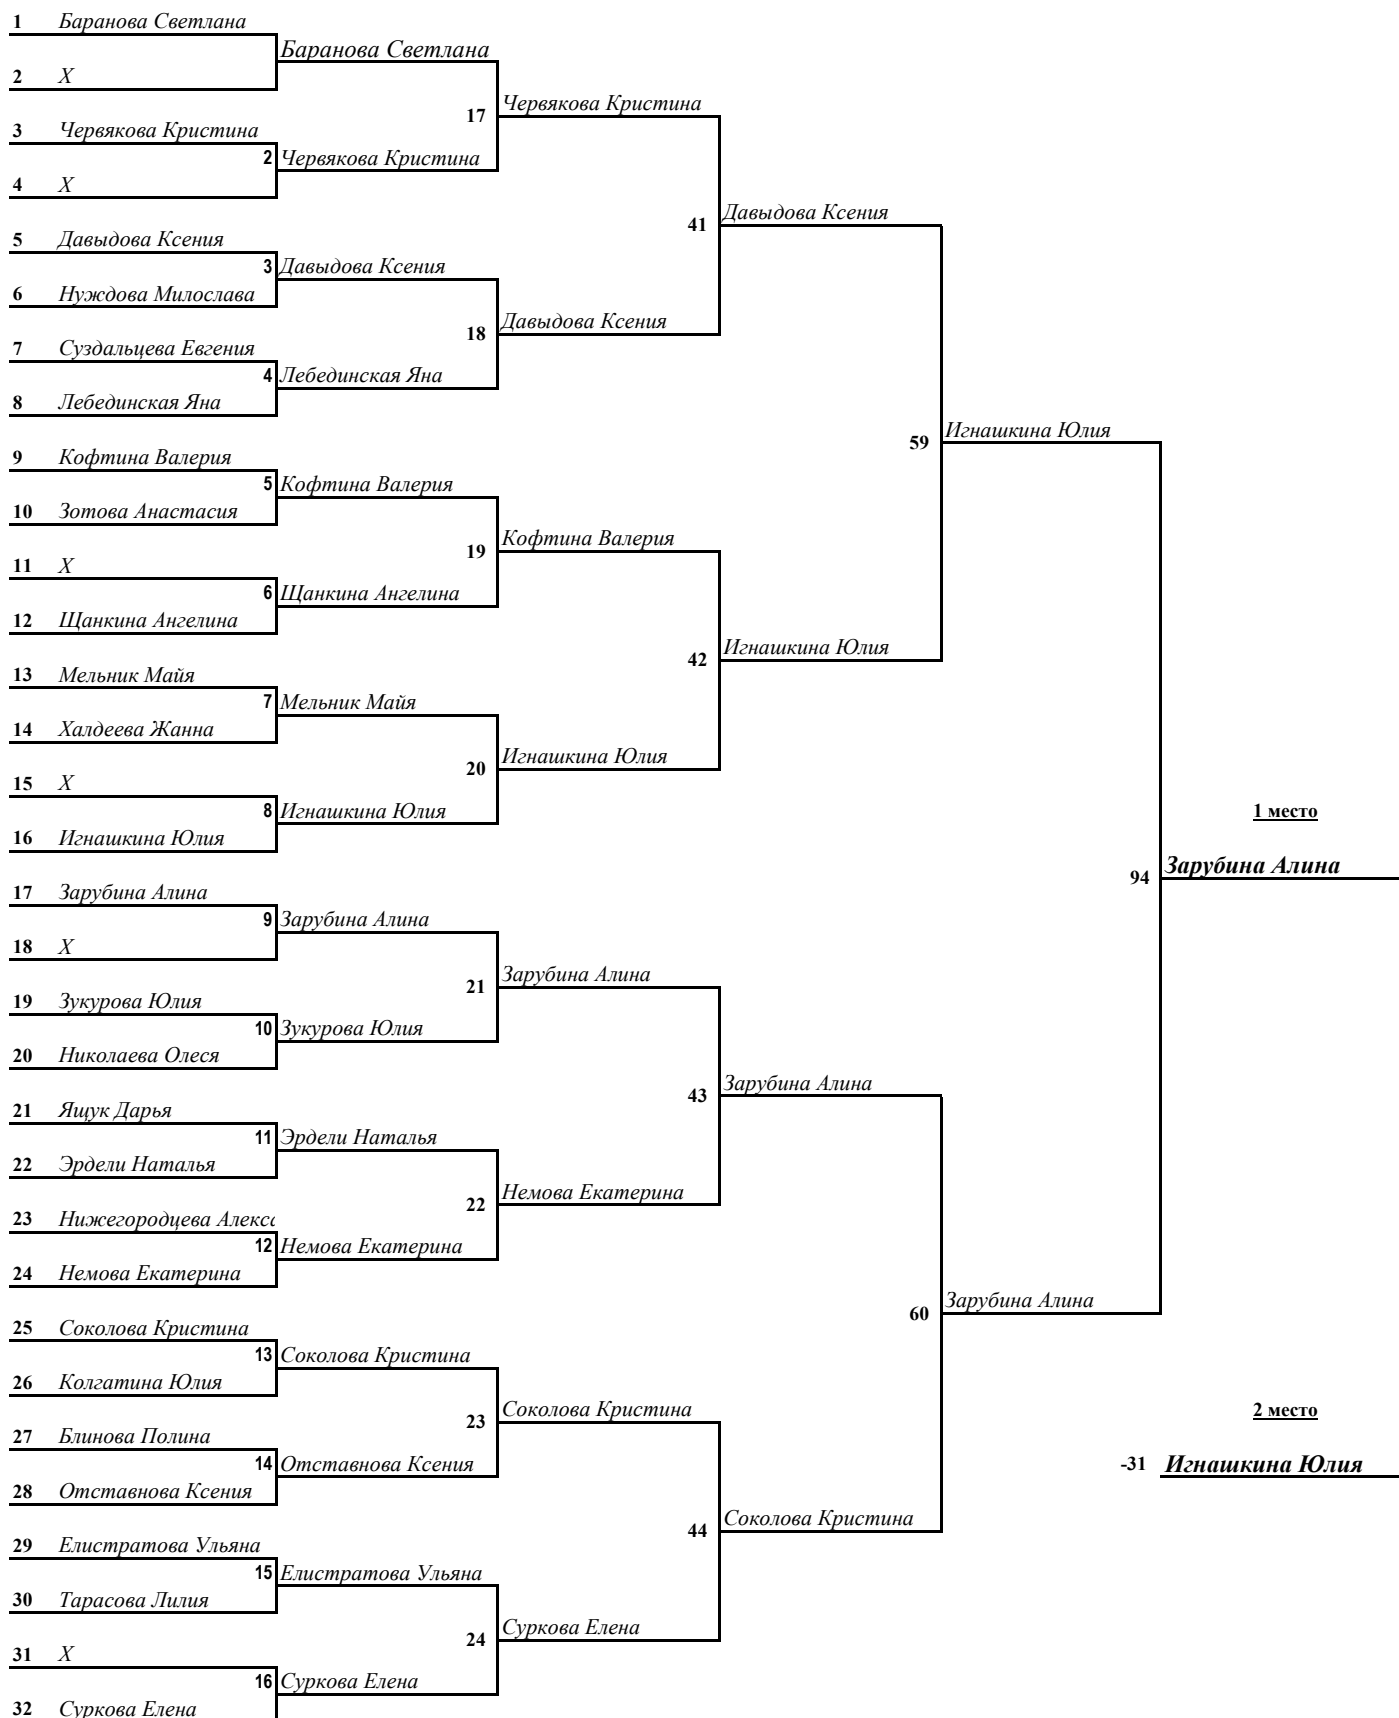 1 Баранова Светлана
Баранова Светлана
2 X
17 Червякова Кристина
3 Червякова Кристина
2 Червякова Кристина
4 X
41 Давыдова Ксения
5 Давыдова Ксения
3 Давыдова Ксения
6 Нуждова Милослава
18 Давыдова Ксения
7 Суздальцева Евгения
4 Лебединская Яна
8 Лебединская Яна
59 Игнашкина Юлия
9 Кофтина Валерия
5 Кофтина Валерия
10 Зотова Анастасия
19 Кофтина Валерия
11 X
6 Щанкина Ангелина
12 Щанкина Ангелина
42 Игнашкина Юлия
13 Мельник Майя
7 Мельник Майя
14 Халдеева Жанна
20 Игнашкина Юлия
15 X
8 Игнашкина Юлия
1 место
16 Игнашкина Юлия
94 Зарубина Алина
17 Зарубина Алина
9 Зарубина Алина
18 X
21 Зарубина Алина
19 Зукурова Юлия
10 Зукурова Юлия
20 Николаева Олеся
43 Зарубина Алина
21 Ящук Дарья
11 Эрдели Наталья
22 Эрдели Наталья
22 Немова Екатерина
23 Нижегородцева Алекса
12 Немова Екатерина
24 Немова Екатерина
60 Зарубина Алина
25 Соколова Кристина
13 Соколова Кристина
26 Колгатина Юлия
23 Соколова Кристина
2 место
27 Блинова Полина
14 Отставнова Ксения
-31 Игнашкина Юлия
28 Отставнова Ксения
44 Соколова Кристина
29 Елистратова Ульяна
15 Елистратова Ульяна
30 Тарасова Лилия
24 Суркова Елена
31 X
16 Суркова Елена
32 Суркова Елена